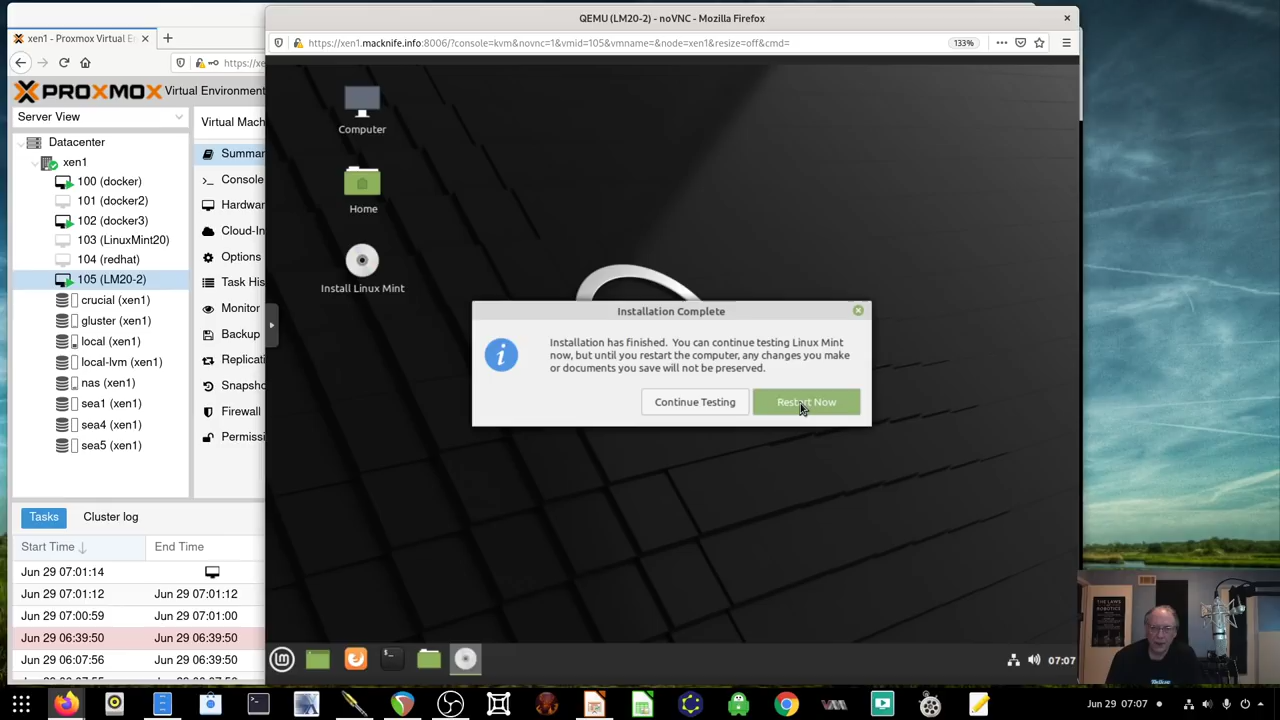 QEMU (LM20-2) - noVNC - Mozilla Firefox
xen1 - Proxmox Virtual E
https://xe
https://xen1.macknife.info:8006/?console=kvm&novnc=1&vmid=105&vmname=&node=xen1&resize=off&cmd=
133%
PROXMOX Virtual Environment
Server View
Datacenter
xen1
100 (docker)
101 (docker2)
102 (docker3)
103 (LinuxMint20)
104 (redhat)
105 (LM20-2)
crucial (xen1)
gluster (xen1)
local (xen1)
local-lvm (xen1)
nas (xen1)
sea1 (xen1)
sea4 (xen1)
sea5 (xen1)
Virtual Mach
Summar
Console
Hardwar
Cloud-In
Options
Task His
Monitor
Backup
Replicati
Snapsho
Firewall
Permiss
Computer
Home
Install Linux Mint
Installation Complete
Installation has finished. You can continue testing Linux Mint
now, but until you restart the computer, any changes you make
or documents you save will not be preserved.
Continue Testing
Restart Now
Tasks
Cluster log
Start Time
End Time
Jun 29 07:01:14
Jun 29 07:01:12
Jun 29 07:01:12
Jun 29 07:00:59
Jun 29 07:01:00
Jun 29 06:39:50
Jun 29 06:39:50
Jun 29 06:07:56
Jun 29 06:39:50
07:07
THE LAWS
ROBOTICS
Jun 29 07:07